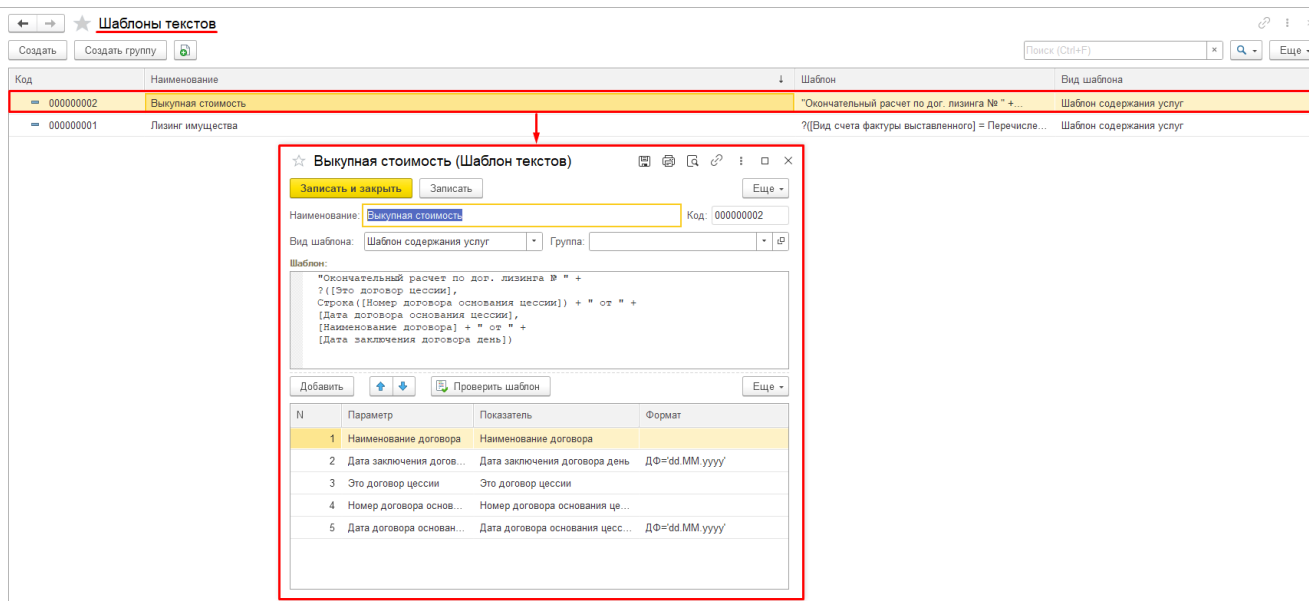 Шаблоны текстов
Создать Создать группу Поиск (Ctrl+F) × Еще
Код Наименование ↓ Шаблон Вид шаблона
000000002 Выкупная стоимость "Окончательный расчет по дог. лизинга № " +... Шаблон содержания услуг
000000001 Лизинг имущества ?([Вид счета фактуры выставленного] = Перечисле... Шаблон содержания услуг
Выкупная стоимость (Шаблон текстов)
Записать и закрыть Записать Еще
Наименование: Выкупная стоимость Код: 000000002
Вид шаблона: Шаблон содержания услуг Группа:
Шаблон:
"Окончательный расчет по дог. лизинга № " +
?([Это договор цессии],
Строка([Номер договора основания цессии]) + " от " +
[Дата договора основания цессии],
[Наименование договора] + " от " +
[Дата заключения договора день])
Добавить Проверить шаблон Еще
N Параметр Показатель Формат
1 Наименование договора Наименование договора
2 Дата заключения догов... Дата заключения договора день ДФ='dd.MM.yyyy'
3 Это договор цессии Это договор цессии
4 Номер договора основ... Номер договора основания це...
5 Дата договора основан... Дата договора основания цесс... ДФ='dd.MM.yyyy'